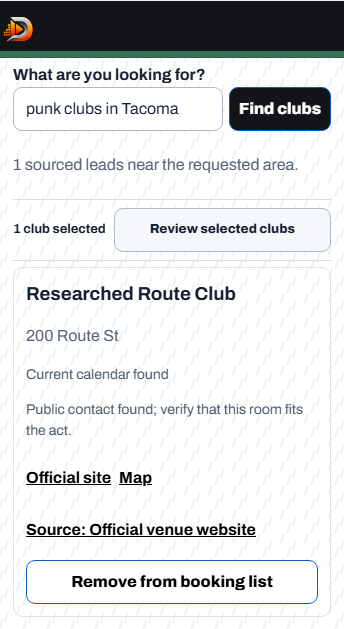 What are you looking for?
punk clubs in Tacoma
Find clubs
1 sourced leads near the requested area.
1 club selected
Review selected clubs
Researched Route Club
200 Route St
Current calendar found
Public contact found; verify that this room fits
the act.
Official site Map
Source: Official venue website
Remove from booking list